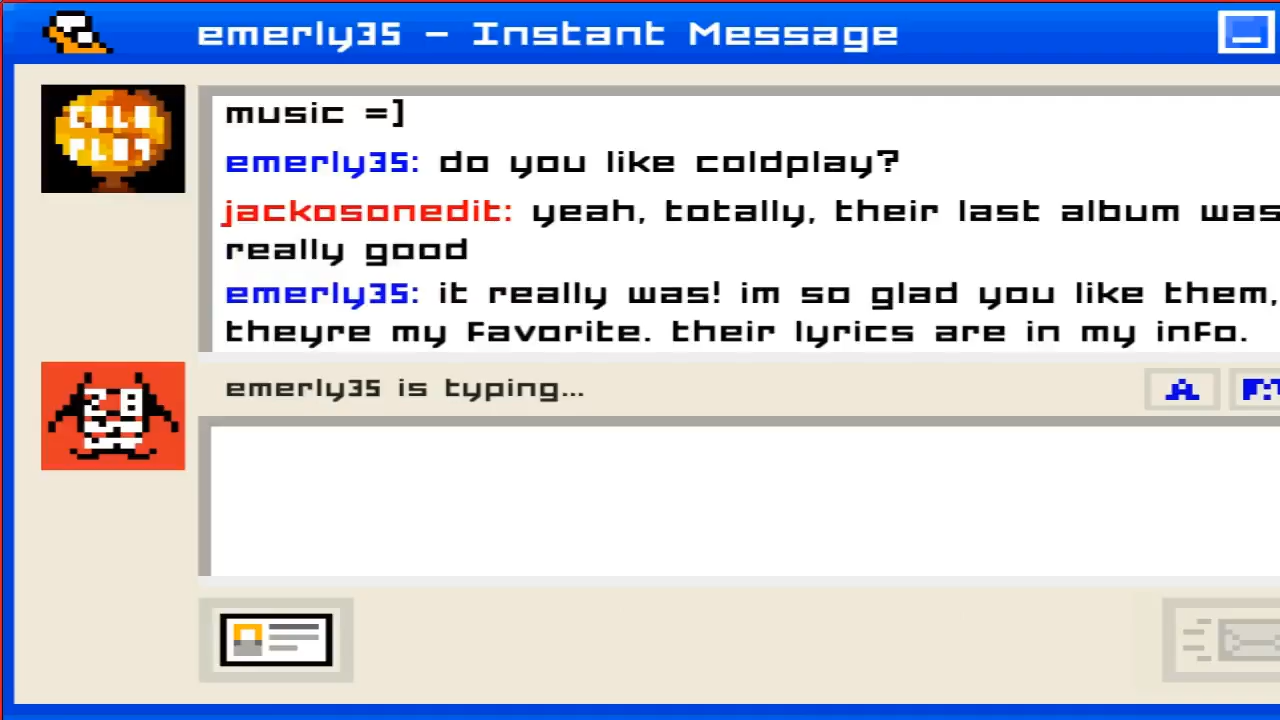 emerly35 - Instant Message
COLD
PLAY
music =]
emerly35: do you like coldplay?
jackosonedit: yeah, totally, their last album was
really good
emerly35: it really was! im so glad you like them,
theyre my favorite. their lyrics are in my info.
emerly35 is typing...
A